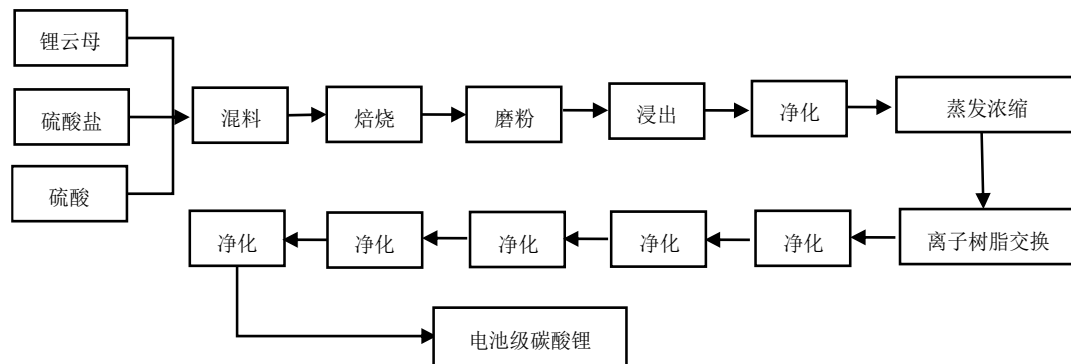 锂云母
硫酸盐
硫酸
混料
焙烧
磨粉
浸出
净化
蒸发浓缩
离子树脂交换
净化
净化
净化
净化
净化
电池级碳酸锂